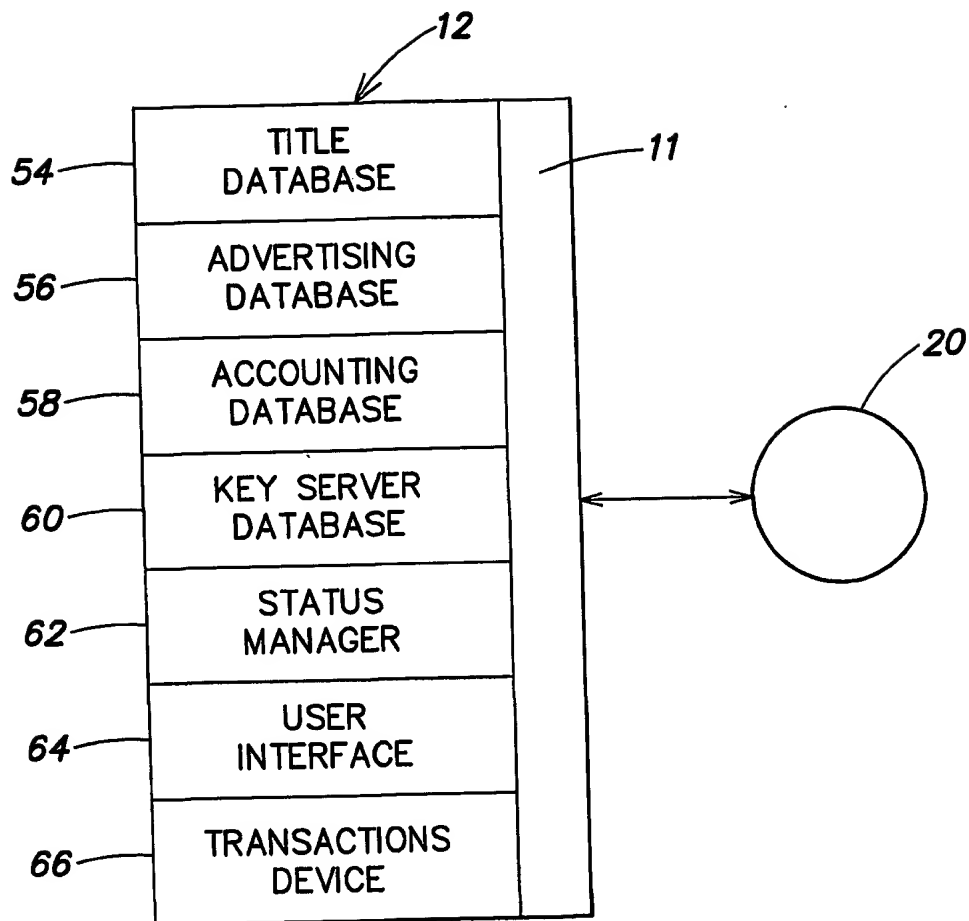 12
TITLE
DATABASE
54
11
ADVERTISING
DATABASE
56
ACCOUNTING
DATABASE
58
20
KEY SERVER
DATABASE
60
STATUS
MANAGER
62
USER
INTERFACE
64
TRANSACTIONS
DEVICE
66